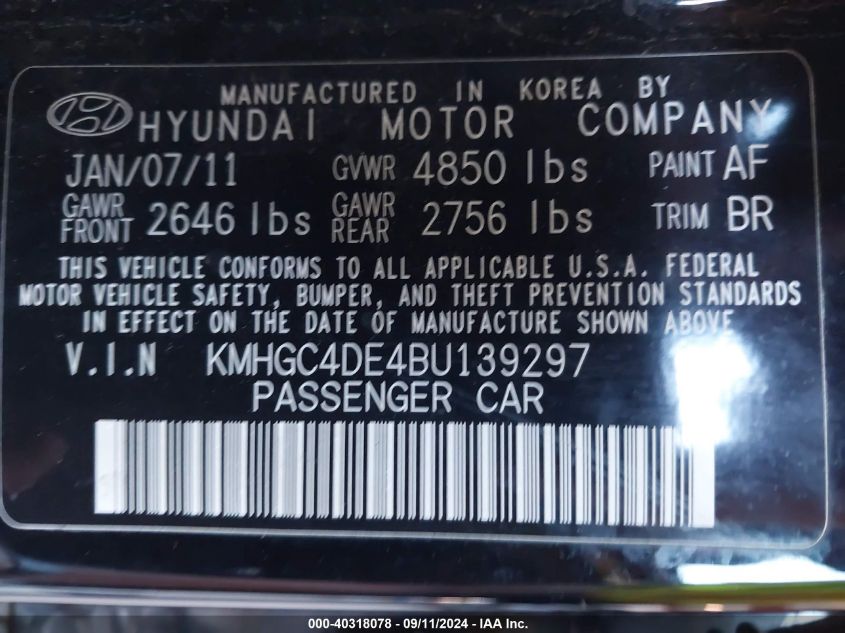 MANUFACTURED IN KOREA BY
HYUNDAI MOTOR COMPANY
JAN/07/11 GVWR 4850 lbs PAINT AF
GAWR FRONT 2646 lbs GAWR REAR 2756 lbs TRIM BR
THIS VEHICLE CONFORMS TO ALL APPLICABLE U.S.A. FEDERAL
MOTOR VEHICLE SAFETY, BUMPER, AND THEFT PREVENTION STANDARDS
IN EFFECT ON THE DATE OF MANUFACTURE SHOWN ABOVE
V.I.N KMHGC4DE4BU139297
PASSENGER CAR
000-40318078 - 09/11/2024 - IAA Inc.